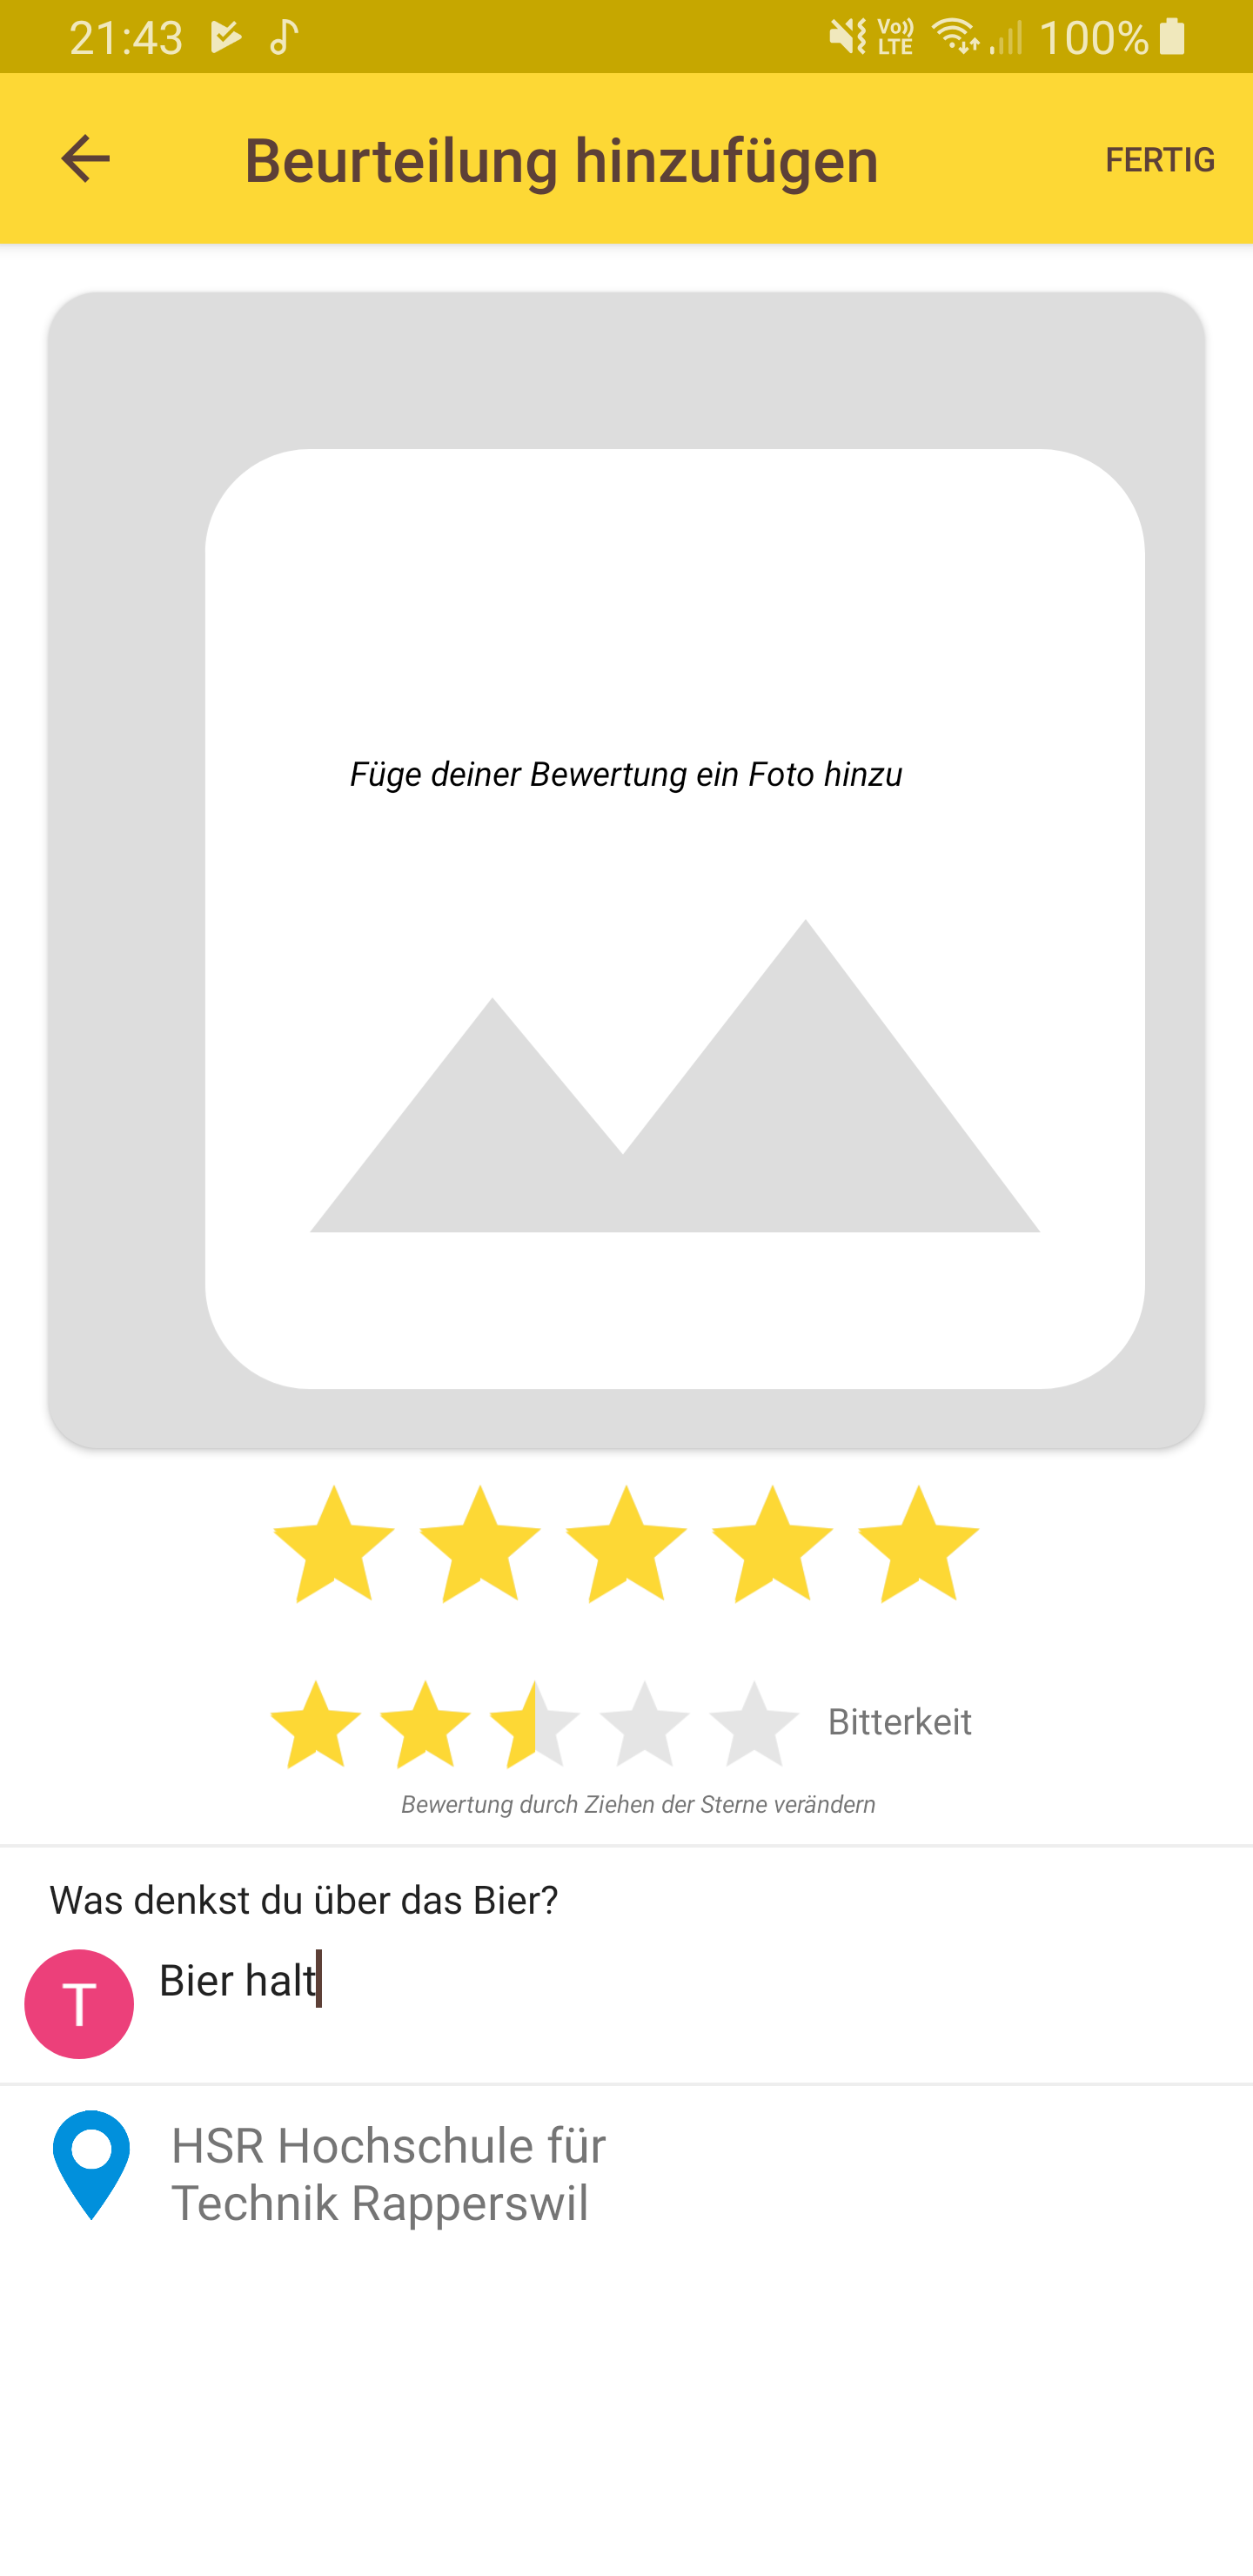 21:43 Vo)) LTE 100%
Beurteilung hinzufügen FERTIG
Füge deiner Bewertung ein Foto hinzu
Bitterkeit
Bewertung durch Ziehen der Sterne verändern
Was denkst du über das Bier?
T Bier halt
HSR Hochschule für
Technik Rapperswil